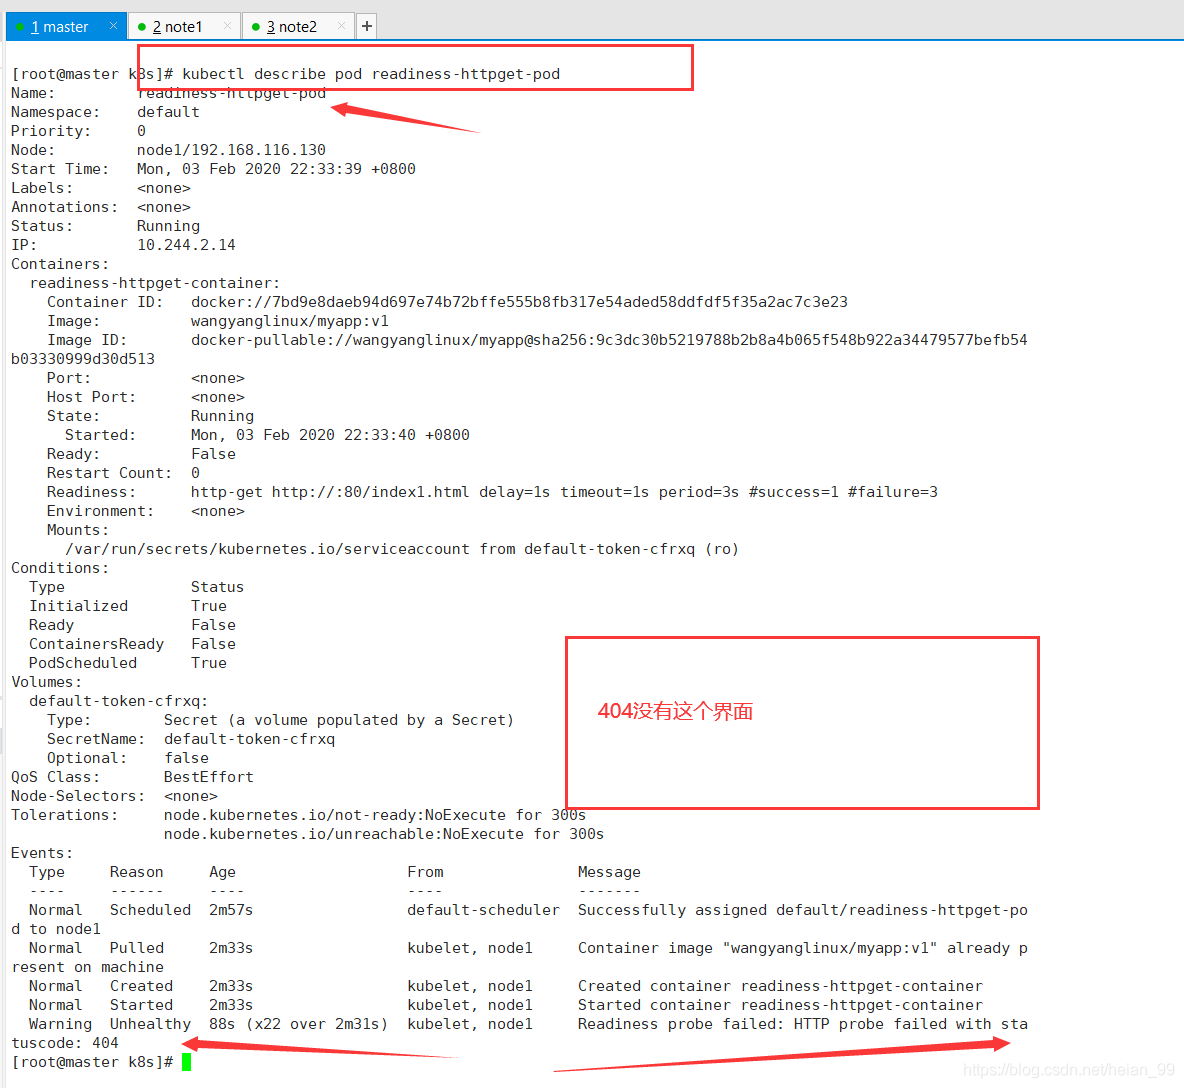 1 master × 2 note1 × 3 note2 × +
[root@master k8s]# kubectl describe pod readiness-httpget-pod
Name:         readiness-httpget-pod
Namespace:    default
Priority:     0
Node:         node1/192.168.116.130
Start Time:   Mon, 03 Feb 2020 22:33:39 +0800
Labels:       <none>
Annotations:  <none>
Status:       Running
IP:           10.244.2.14
Containers:
  readiness-httpget-container:
    Container ID:   docker://7bd9e8daeb94d697e74b72bffe555b8fb317e54aded58ddfdf5f35a2ac7c3e23
    Image:          wangyanglinux/myapp:v1
    Image ID:       docker-pullable://wangyanglinux/myapp@sha256:9c3dc30b5219788b2b8a4b065f548b922a34479577befb54
b03330999d30d513
    Port:           <none>
    Host Port:      <none>
    State:          Running
      Started:      Mon, 03 Feb 2020 22:33:40 +0800
    Ready:          False
    Restart Count:  0
    Readiness:      http-get http://:80/index1.html delay=1s timeout=1s period=3s #success=1 #failure=3
    Environment:    <none>
    Mounts:
      /var/run/secrets/kubernetes.io/serviceaccount from default-token-cfrxq (ro)
Conditions:
  Type              Status
  Initialized       True
  Ready             False
  ContainersReady   False
  PodScheduled      True
Volumes:
  default-token-cfrxq:
    Type:        Secret (a volume populated by a Secret)
    SecretName:  default-token-cfrxq
    Optional:    false
QoS Class:       BestEffort
Node-Selectors:  <none>
Tolerations:     node.kubernetes.io/not-ready:NoExecute for 300s
                 node.kubernetes.io/unreachable:NoExecute for 300s
404没有这个界面
Events:
  Type     Reason     Age                   From               Message
  ----     ------     ----                  ----               -------
  Normal   Scheduled  2m57s                 default-scheduler  Successfully assigned default/readiness-httpget-po
d to node1
  Normal   Pulled     2m33s                 kubelet, node1     Container image "wangyanglinux/myapp:v1" already p
resent on machine
  Normal   Created    2m33s                 kubelet, node1     Created container readiness-httpget-container
  Normal   Started    2m33s                 kubelet, node1     Started container readiness-httpget-container
  Warning  Unhealthy  88s (x22 over 2m31s)  kubelet, node1     Readiness probe failed: HTTP probe failed with sta
tuscode: 404
[root@master k8s]#
https://blog.csdn.net/heian_99